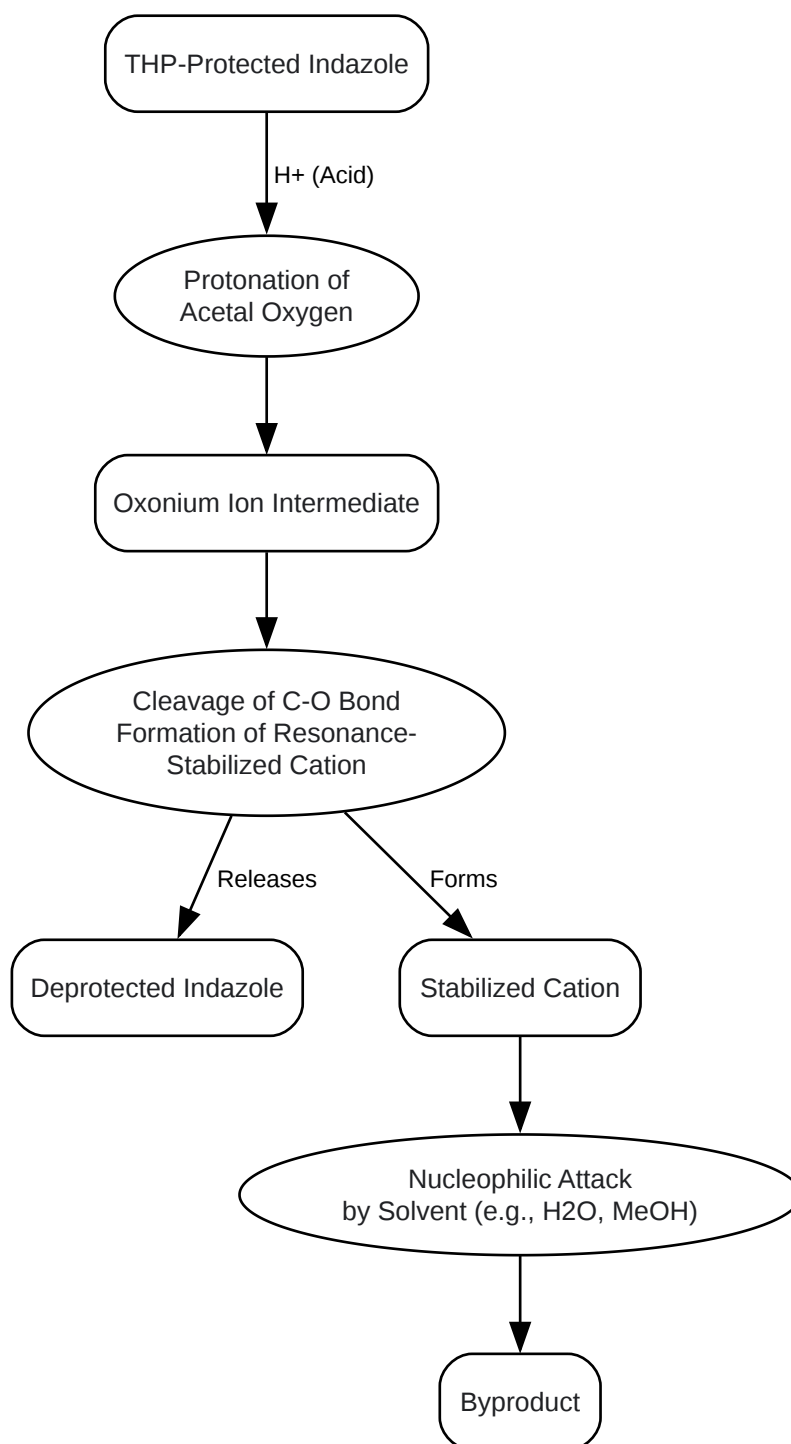 THP-Protected Indazole
H+ (Acid)
Protonation of
Acetal Oxygen
Oxonium Ion Intermediate
Cleavage of C-O Bond
Formation of Resonance-
Stabilized Cation
Releases
Forms
Deprotected Indazole
Stabilized Cation
Nucleophilic Attack
by Solvent (e.g., H2O, MeOH)
Byproduct